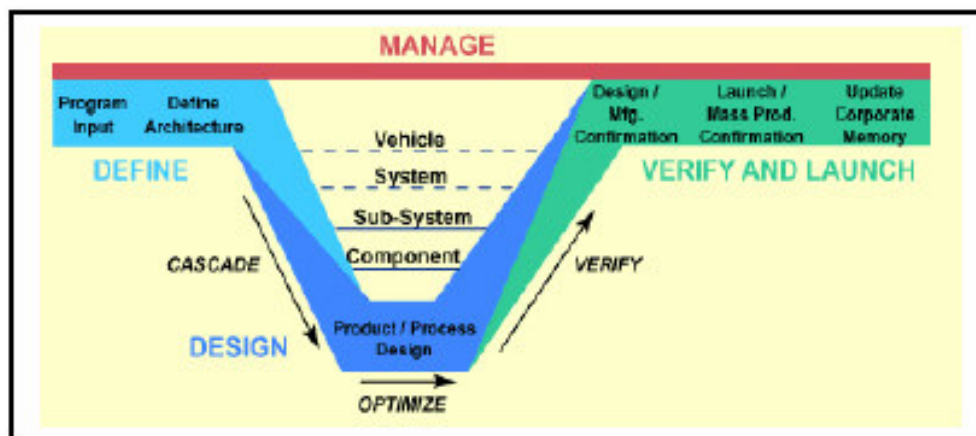 MANAGE
Program
Input
Define
Architecture
DEFINE
Vehicle
System
Sub-System
Component
CASCADE
DESIGN
Product / Process
Design
OPTIMIZE
VERIFY
Design /
Mfg.
Confirmation
Launch /
Mass Prod.
Confirmation
Update
Corporate
Memory
VERIFY AND LAUNCH